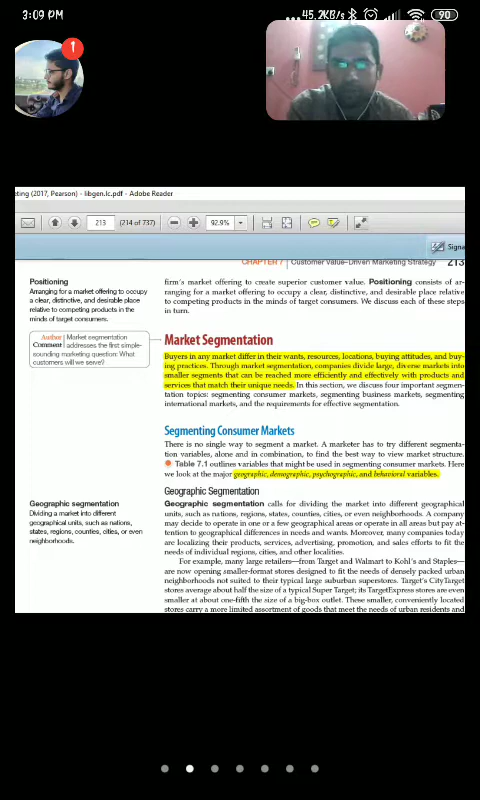 3:09 PM
... 45.2KB/s 90
eting (2017, Pearson) - libgen.lc.pdf - Adobe Reader
213 (214 of 737) 92.9%
Signa
CHAPTER 7 | Customer Value–Driven Marketing Strategy 213
Positioning
Arranging for a market offering to occupy
a clear, distinctive, and desirable place
relative to competing products in the
minds of target consumers.
firm's market offering to create superior customer value. Positioning consists of ar-
ranging for a market offering to occupy a clear, distinctive, and desirable place relative
to competing products in the minds of target consumers. We discuss each of these steps
in turn.
Author Comment | Market segmentation
addresses the first simple-
sounding marketing question: What
customers will we serve?
Market Segmentation
Buyers in any market differ in their wants, resources, locations, buying attitudes, and buy-
ing practices. Through market segmentation, companies divide large, diverse markets into
smaller segments that can be reached more efficiently and effectively with products and
services that match their unique needs. In this section, we discuss four important segmen-
tation topics: segmenting consumer markets, segmenting business markets, segmenting
international markets, and the requirements for effective segmentation.
Segmenting Consumer Markets
There is no single way to segment a market. A marketer has to try different segmenta-
tion variables, alone and in combination, to find the best way to view market structure.
Table 7.1 outlines variables that might be used in segmenting consumer markets. Here
we look at the major geographic, demographic, psychographic, and behavioral variables.
Geographic Segmentation
Geographic segmentation
Dividing a market into different
geographical units, such as nations,
states, regions, counties, cities, or even
neighborhoods.
Geographic segmentation calls for dividing the market into different geographical
units, such as nations, regions, states, counties, cities, or even neighborhoods. A company
may decide to operate in one or a few geographical areas or operate in all areas but pay at-
tention to geographical differences in needs and wants. Moreover, many companies today
are localizing their products, services, advertising, promotion, and sales efforts to fit the
needs of individual regions, cities, and other localities.
For example, many large retailers—from Target and Walmart to Kohl's and Staples—
are now opening smaller-format stores designed to fit the needs of densely packed urban
neighborhoods not suited to their typical large suburban superstores. Target's CityTarget
stores average about half the size of a typical Super Target; its TargetExpress stores are even
smaller at about one-fifth the size of a big-box outlet. These smaller, conveniently located
stores carry a more limited assortment of goods that meet the needs of urban residents and